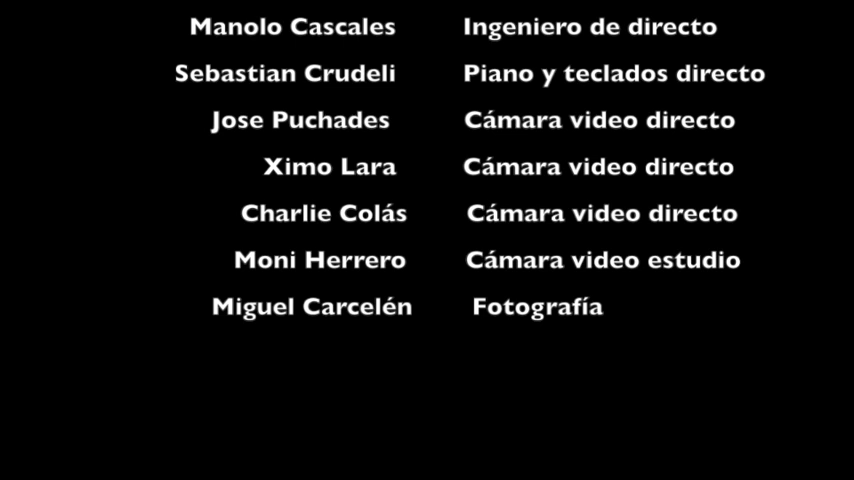 Manolo Cascales Ingeniero de directo
Sebastian Crudeli Piano y teclados directo
Jose Puchades Cámara video directo
Ximo Lara Cámara video directo
Charlie Colás Cámara video directo
Moni Herrero Cámara video estudio
Miguel Carcelén Fotografía